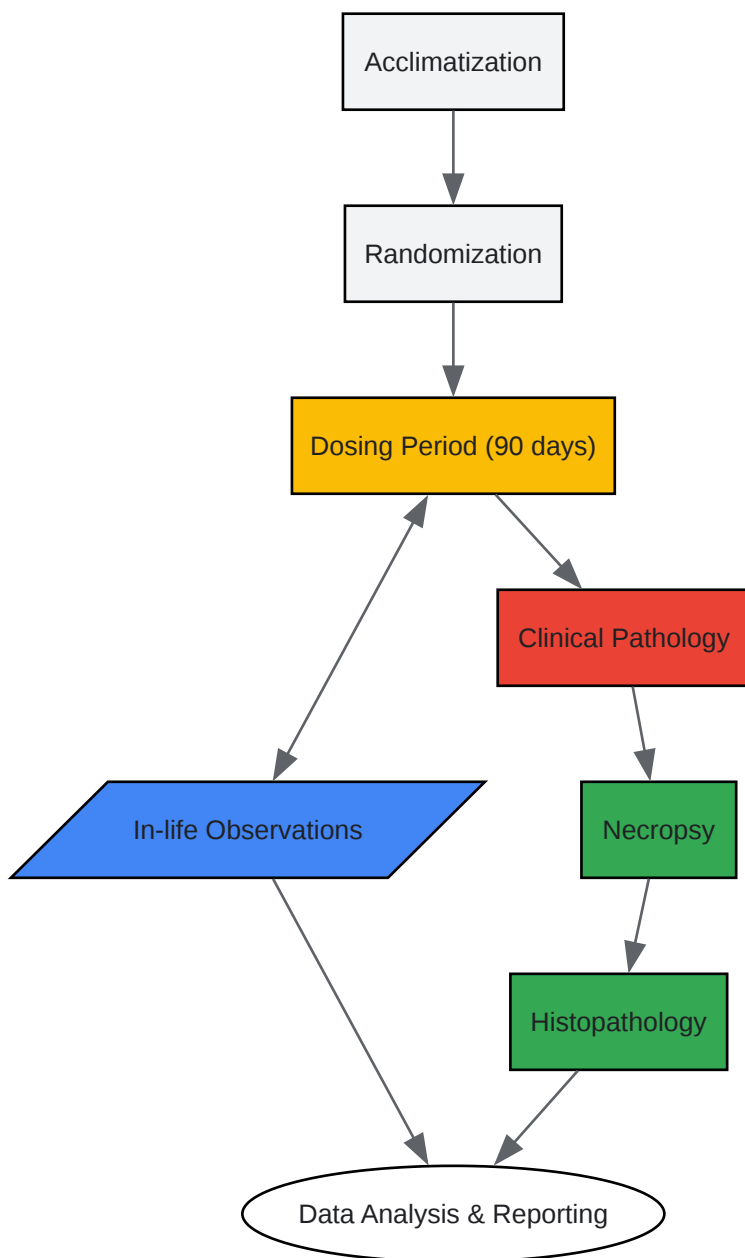 Acclimatization
Randomization
Dosing Period (90 days)
Clinical Pathology
In-life Observations
Necropsy
Histopathology
Data Analysis & Reporting